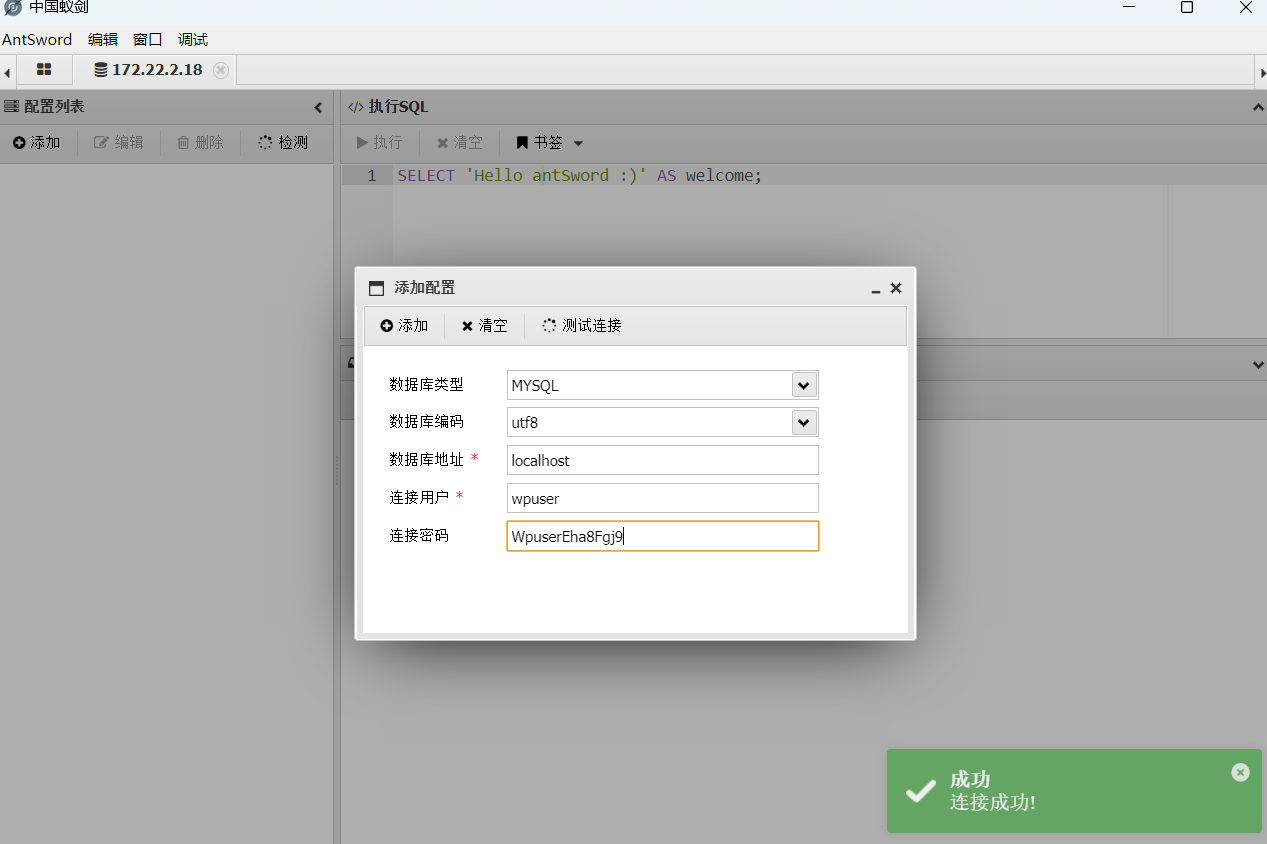 中国蚁剑
AntSword 编辑 窗口 调试
172.22.2.18
配置列表
添加 编辑 删除 检测
</> 执行SQL
执行 清空 书签
1 SELECT 'Hello antSword :)' AS welcome;
添加配置
添加 清空 测试连接
数据库类型 MYSQL
数据库编码 utf8
数据库地址 * localhost
连接用户 * wpuser
连接密码 WpuserEha8Fgj9
成功
连接成功!